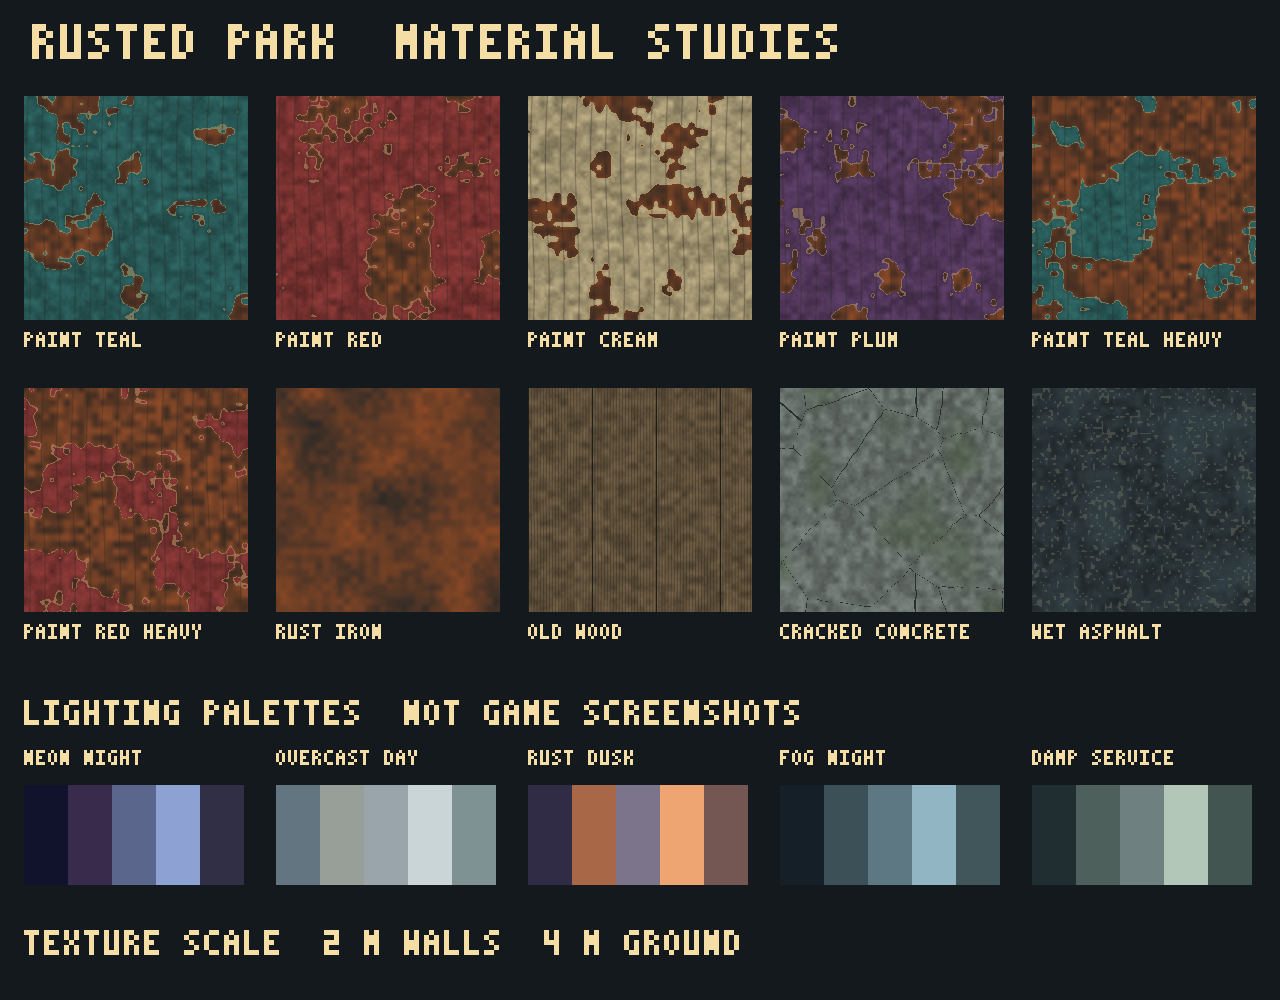 RUSTED PARK MATERIAL STUDIES
PAINT TEAL
PAINT RED
PAINT CREAM
PAINT PLUM
PAINT TEAL HEAVY
PAINT RED HEAVY
RUST IRON
OLD WOOD
CRACKED CONCRETE
WET ASPHALT
LIGHTING PALETTES NOT GAME SCREENSHOTS
NEON NIGHT
OVERCAST DAY
RUST DUSK
FOG NIGHT
DAMP SERVICE
TEXTURE SCALE 2 M WALLS 4 M GROUND